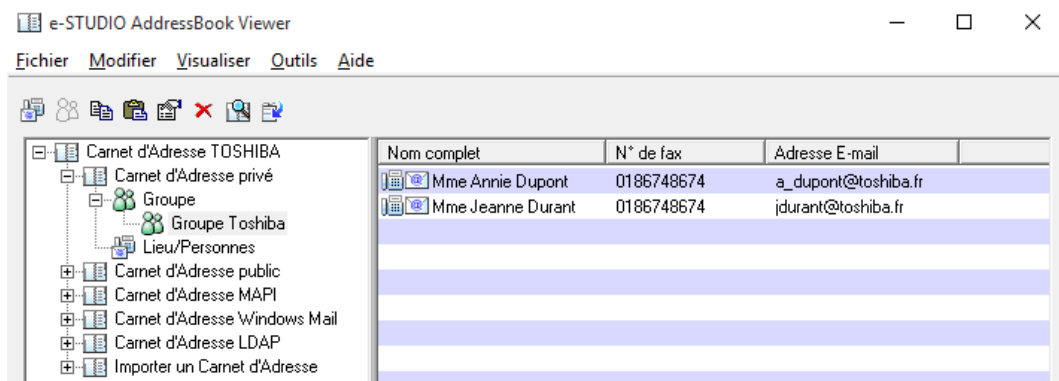 e-STUDIO AddressBook Viewer
Fichier Modifier Visualiser Outils Aide
Carnet d'Adresse TOSHIBA
Carnet d'Adresse privé
Groupe
Groupe Toshiba
Lieu/Personnes
Carnet d'Adresse public
Carnet d'Adresse MAPI
Carnet d'Adresse Windows Mail
Carnet d'Adresse LDAP
Importer un Carnet d'Adresse
Nom complet N° de fax Adresse E-mail
Mme Annie Dupont 0186748674 a_dupont@toshiba.fr
Mme Jeanne Durant 0186748674 jdurant@toshiba.fr